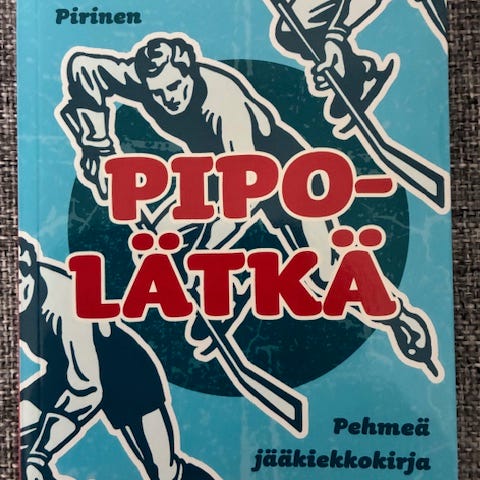 Pirinen
PIPO-
LÄTKÄ
Pehmeä
jääkiekkokirja